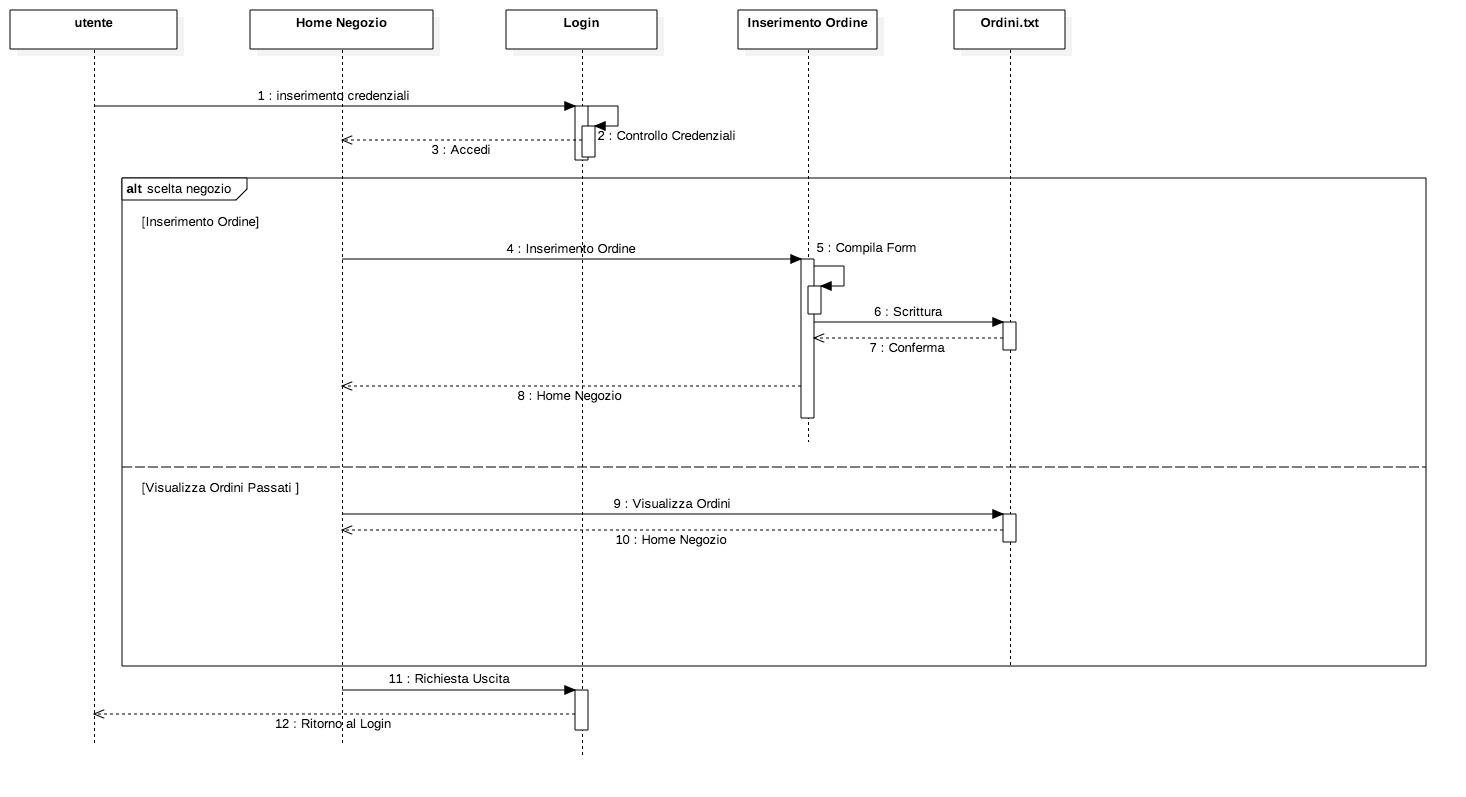 utente
Home Negozio
Login
Inserimento Ordine
Ordini.txt
1 : inserimento credenziali
2 : Controllo Credenziali
3 : Accedi
alt scelta negozio
[Inserimento Ordine]
4 : Inserimento Ordine
5 : Compila Form
6 : Scrittura
7 : Conferma
8 : Home Negozio
[Visualizza Ordini Passati ]
9 : Visualizza Ordini
10 : Home Negozio
11 : Richiesta Uscita
12 : Ritorno al Login